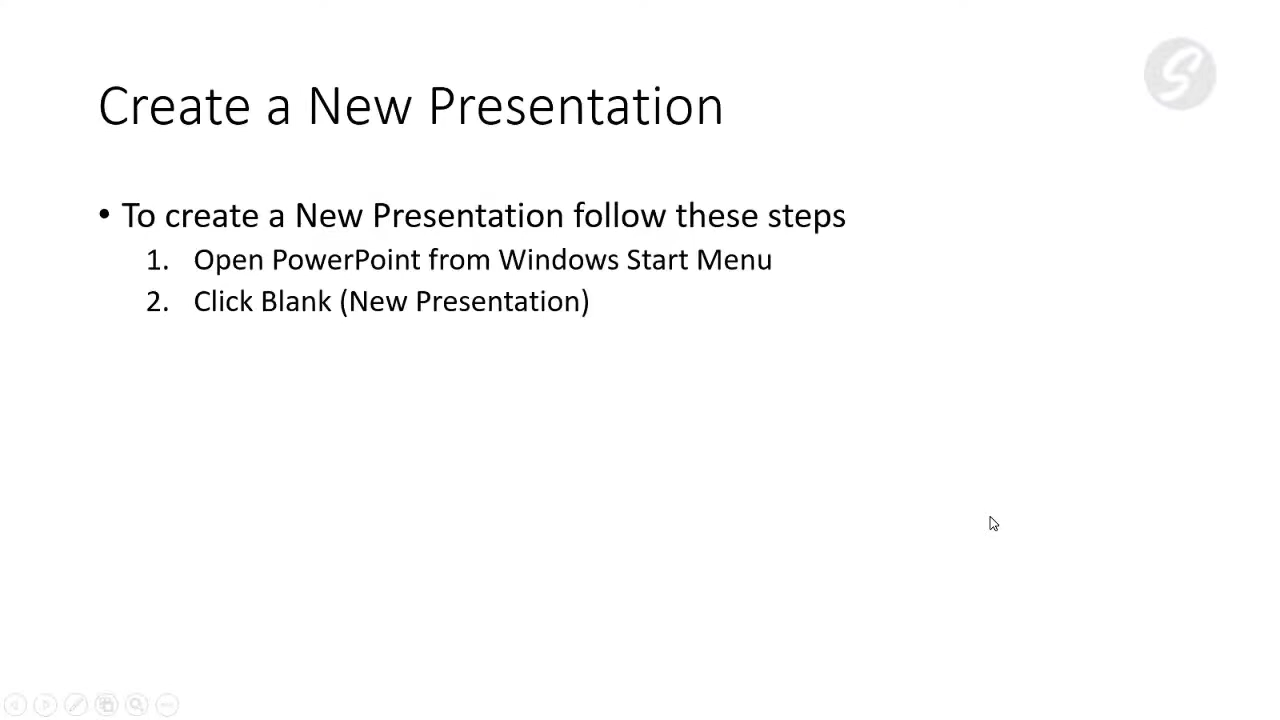 S
Create a New Presentation
• To create a New Presentation follow these steps
1. Open PowerPoint from Windows Start Menu
2. Click Blank (New Presentation)